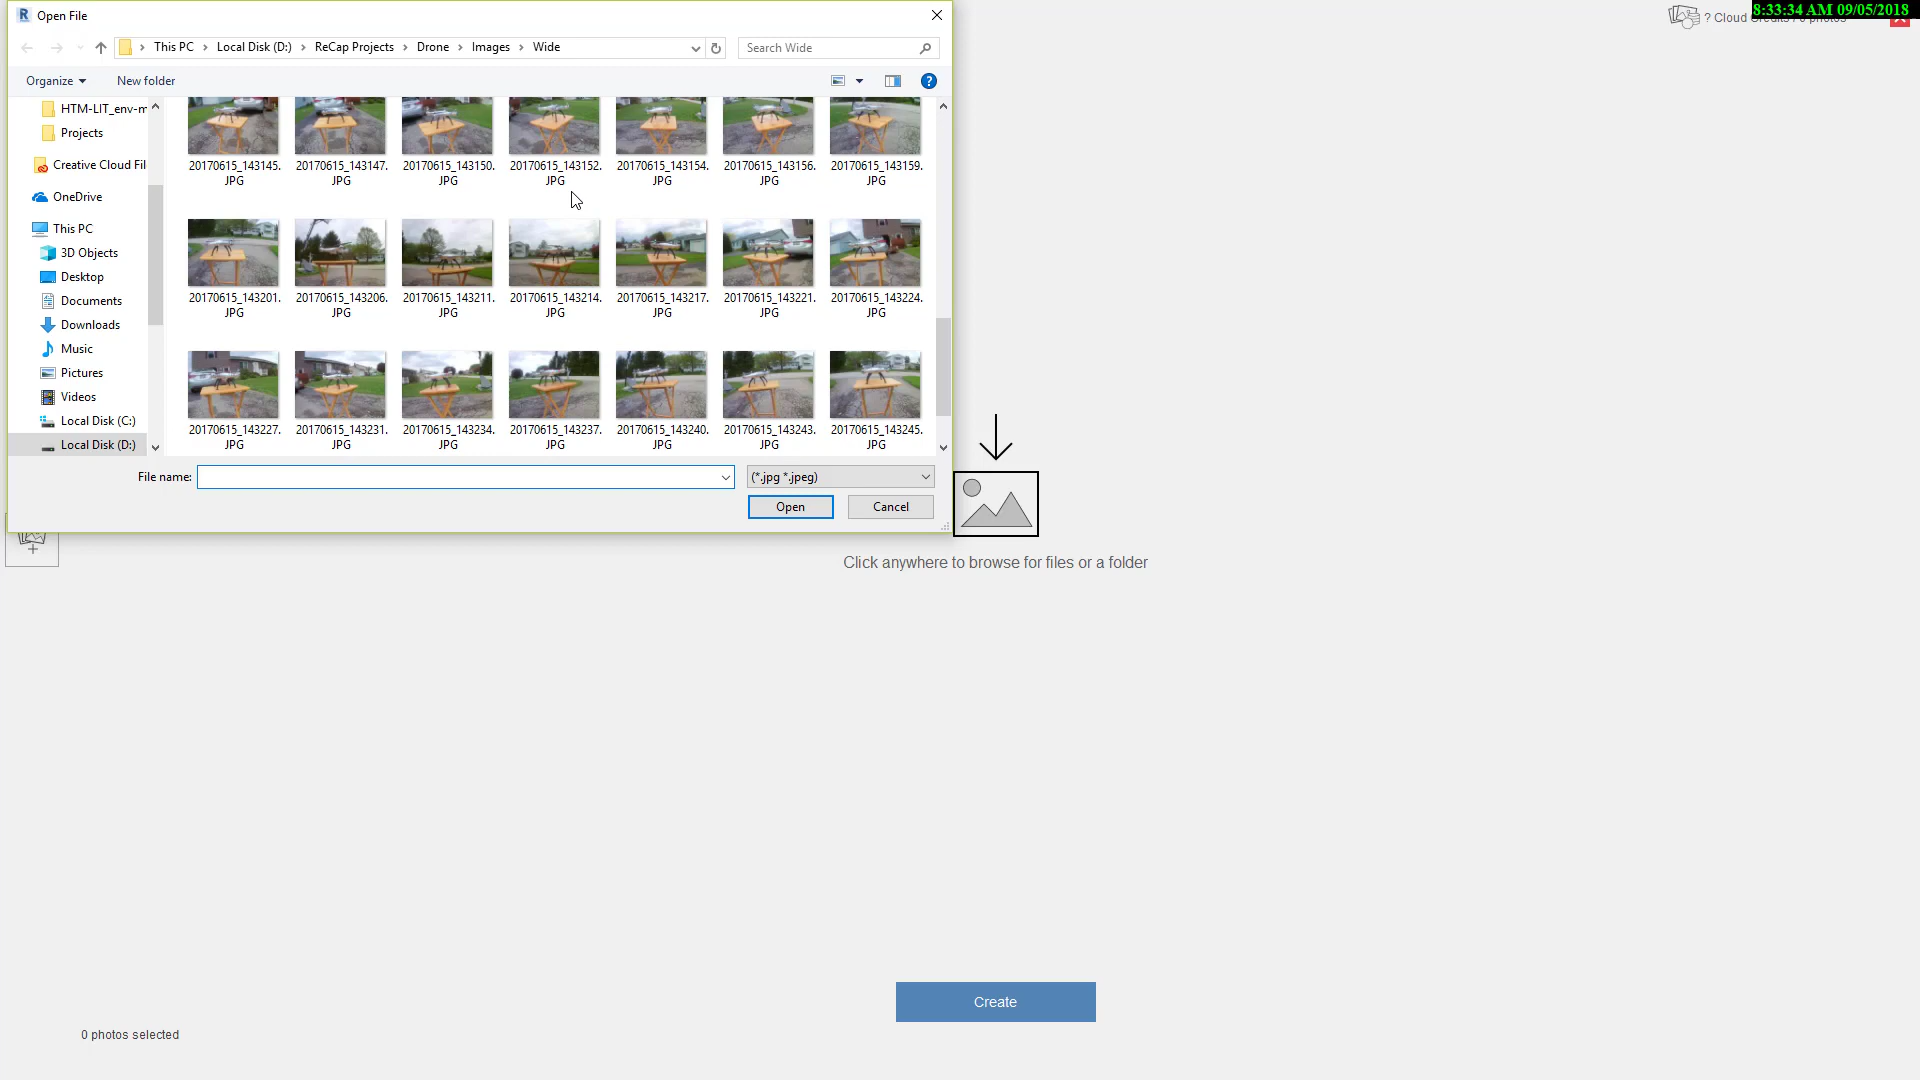 Open File
8:33:34 AM 09/05/2018
? Cloud
This PC > Local Disk (D:) > ReCap Projects > Drone > Images > Wide
Search Wide
Organize
New folder
HTM-LIT_env-m
Projects
Creative Cloud Fil
OneDrive
This PC
3D Objects
Desktop
Documents
Downloads
Music
Pictures
Videos
Local Disk (C:)
Local Disk (D:)
20170615_143145.JPG
20170615_143147.JPG
20170615_143150.JPG
20170615_143152.JPG
20170615_143154.JPG
20170615_143156.JPG
20170615_143159.JPG
20170615_143201.JPG
20170615_143206.JPG
20170615_143211.JPG
20170615_143214.JPG
20170615_143217.JPG
20170615_143221.JPG
20170615_143224.JPG
20170615_143227.JPG
20170615_143231.JPG
20170615_143234.JPG
20170615_143237.JPG
20170615_143240.JPG
20170615_143243.JPG
20170615_143245.JPG
File name:
(*.jpg *.jpeg)
Open
Cancel
Click anywhere to browse for files or a folder
Create
0 photos selected